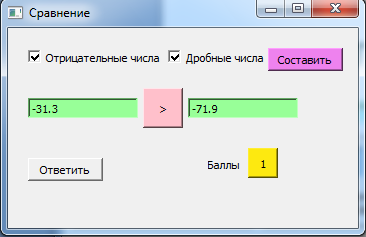 Сравнение
Отрицательные числа Дробные числа Составить
-31.3 > -71.9
Ответить Баллы 1